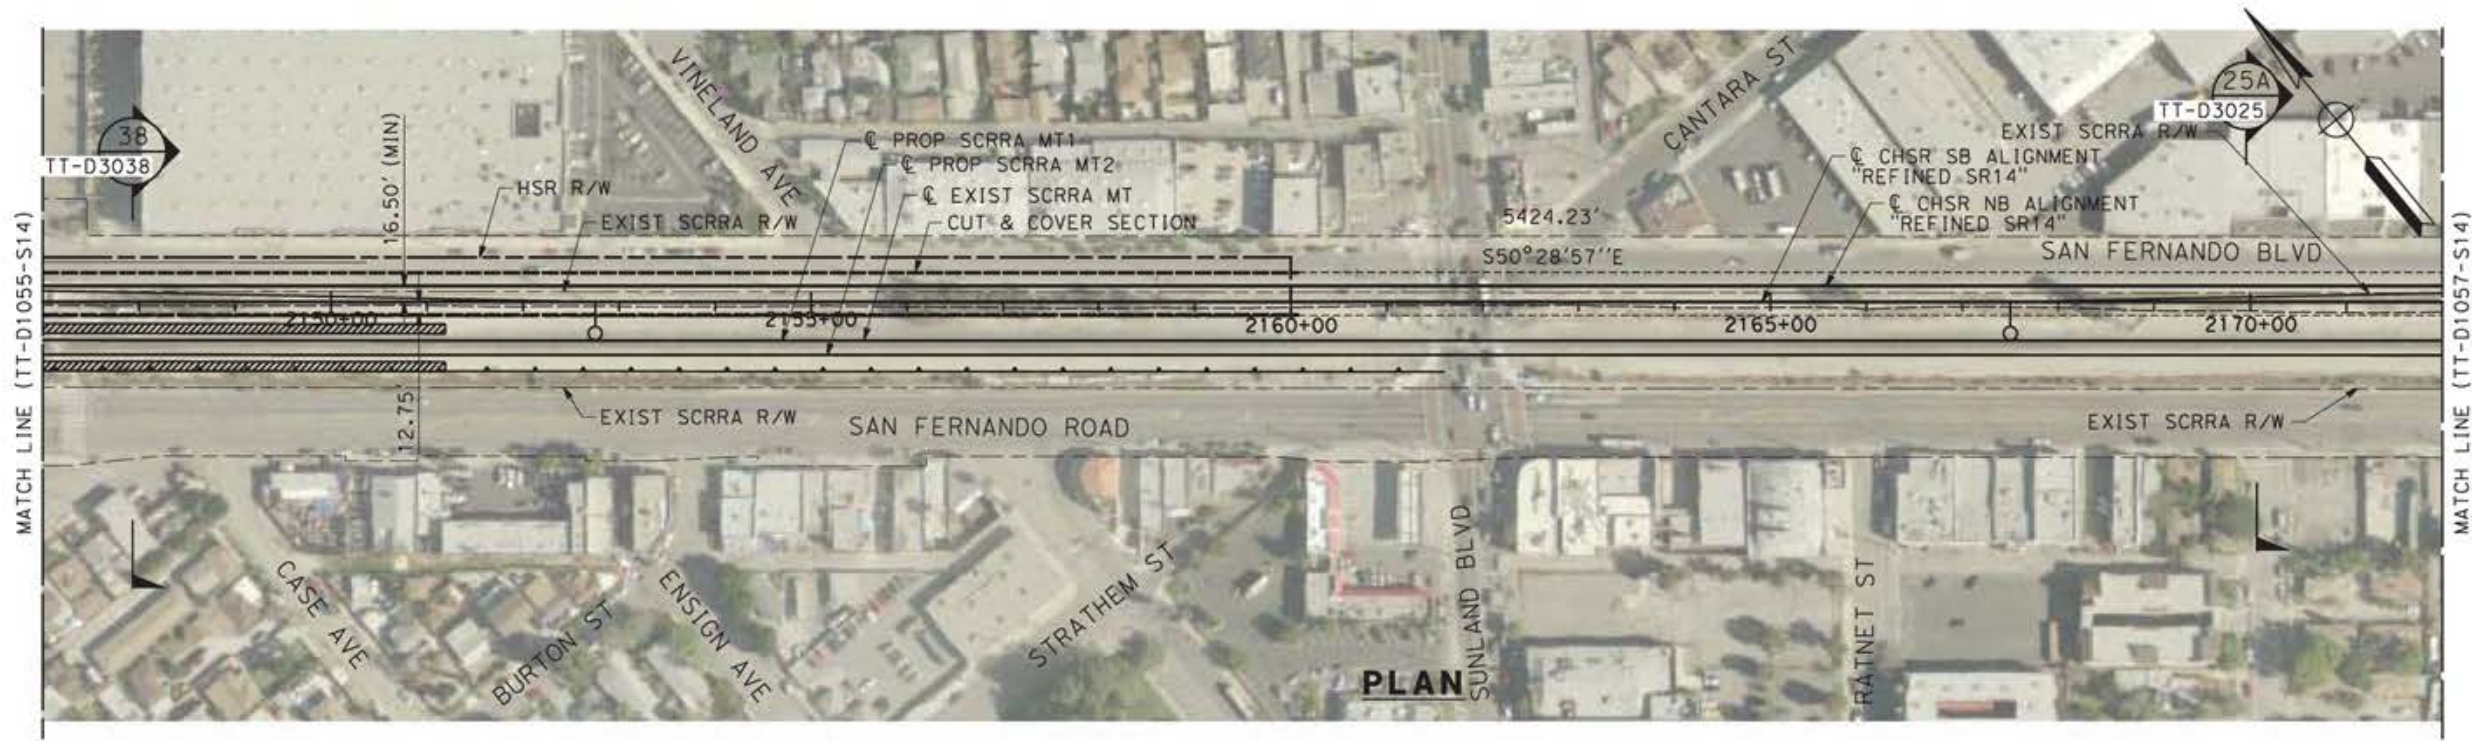 MATCH LINE (TT-D1055-S14)
38
TT-D3038
16.50' (MIN)
HSR R/W
EXIST SCRRA R/W
VINELAND AVE
℄ PROP SCRRA MT1
℄ PROP SCRRA MT2
℄ EXIST SCRRA MT
CUT & COVER SECTION
CANTARA ST
5424.23'
S50°28'57''E
℄ CHSR SB ALIGNMENT
"REFINED SR14"
℄ CHSR NB ALIGNMENT
"REFINED SR14"
25A
TT-D3025
EXIST SCRRA R/W
SAN FERNANDO BLVD
2150+00
2155+00
2160+00
2165+00
2170+00
12.75'
EXIST SCRRA R/W
SAN FERNANDO ROAD
EXIST SCRRA R/W
CASE AVE
BURTON ST
ENSIGN AVE
STRATHEM ST
SUNLAND BLVD
RATNET ST
PLAN
MATCH LINE (TT-D1057-S14)